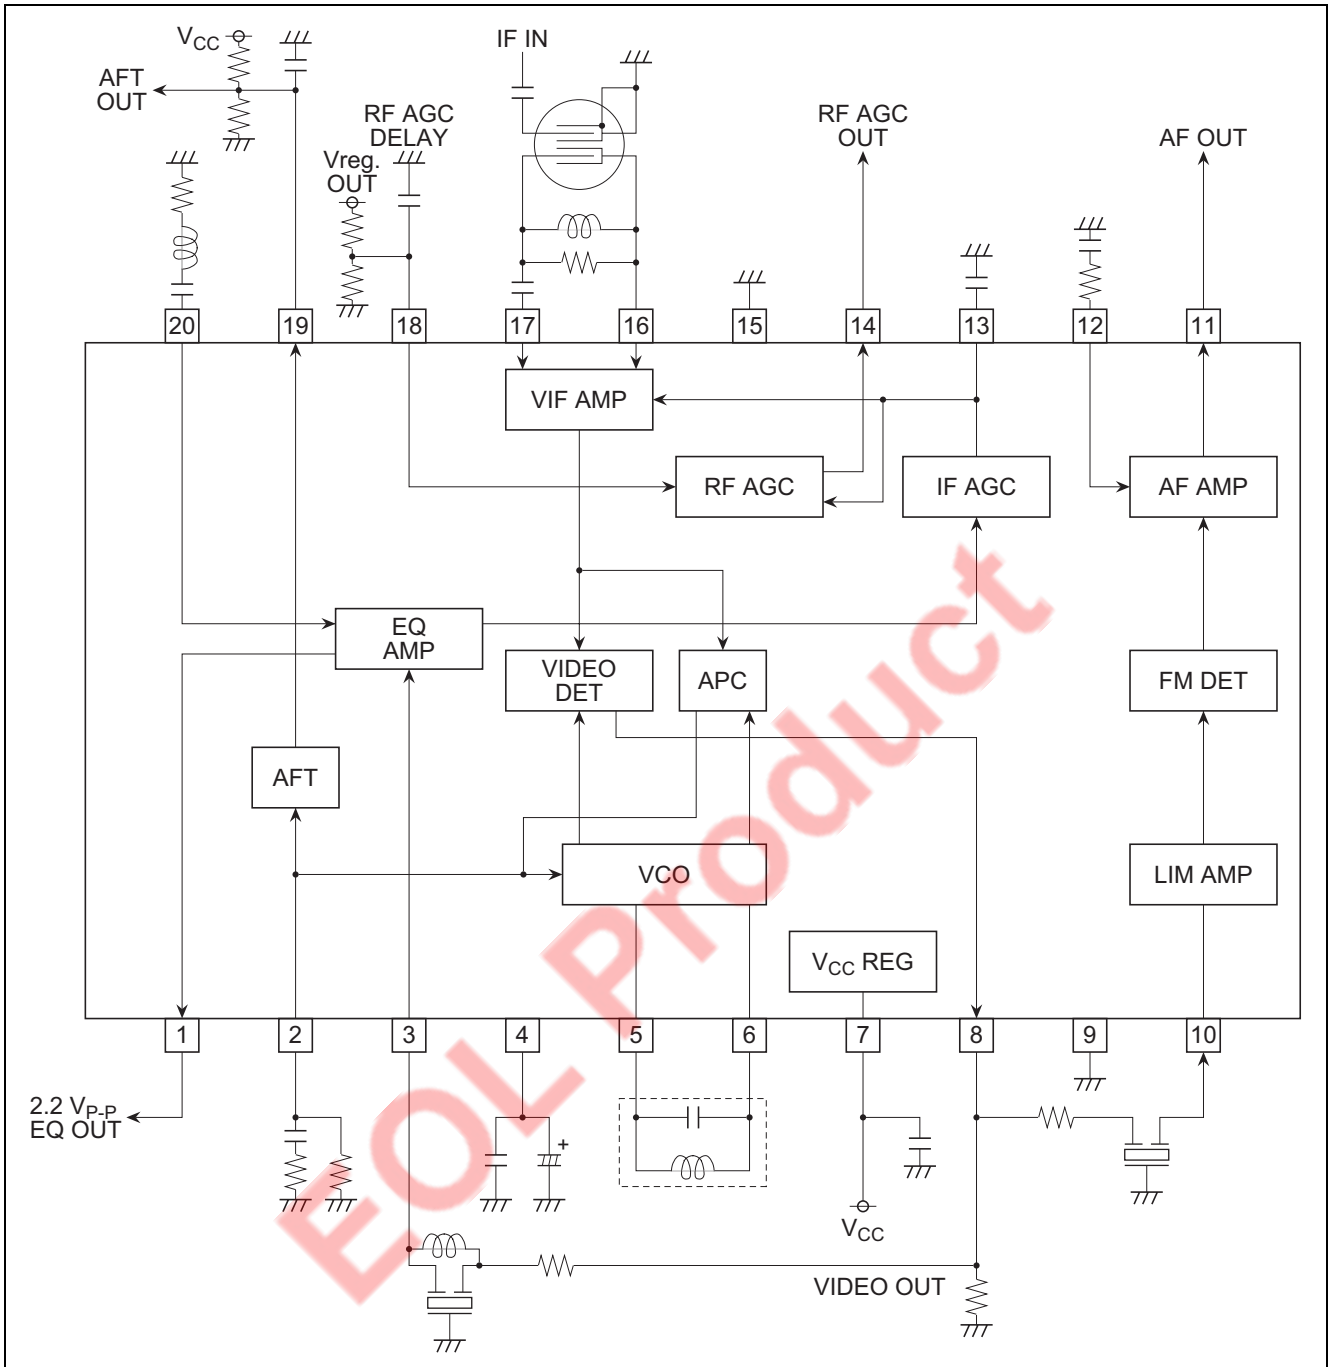 VCC
AFT
OUT
IF IN
RF AGC
DELAY
Vreg.
OUT
RF AGC
OUT
AF OUT
20
19
18
17
16
15
14
13
12
11
VIF AMP
RF AGC
IF AGC
AF AMP
EQ
AMP
VIDEO
DET
APC
FM DET
AFT
VCO
LIM AMP
VCC REG
1
2
3
4
5
6
7
8
9
10
2.2 VP-P
EQ OUT
+
VCC
VIDEO OUT
EOL Product